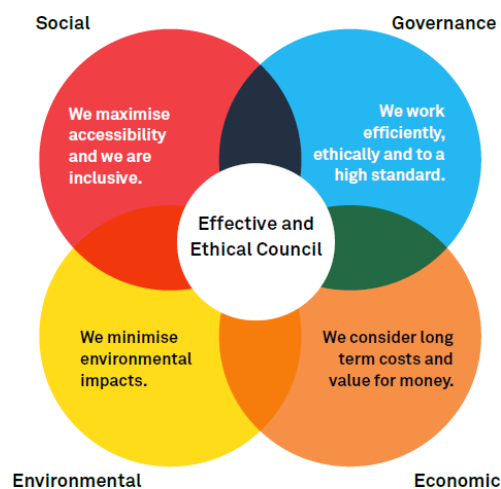 Social
Governance
We maximise
accessibility
and we are
inclusive.
We work
efficiently,
ethically and to a
high standard.
Effective and
Ethical Council
We minimise
environmental
impacts.
We consider long
term costs and
value for money.
Environmental
Economic